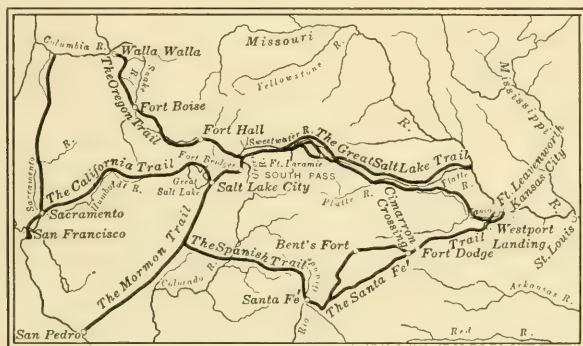 Columbia R.
Walla Walla
Missouri
R.
Mississippi
The Oregon Trail
Snake R.
Yellowstone R.
Fort Boise
Fort Hall
Sweetwater R.
The Great Salt Lake Trail
The California Trail
Fort Bridger
Ft. Laramie
SOUTH PASS
Green R.
Great Salt Lake
Salt Lake City
Humboldt R.
Sacramento
R.
Sacramento
San Francisco
Platte R.
Platte R.
Ft. Leavenworth
Kansas City
Westport Landing
St. Louis
R.
Cimarron Crossing
Bent's Fort
Fort Dodge
Trail
The Mormon Trail
The Spanish Trail
Colorado R.
Santa Fe'
The Santa Fe'
Rio
Arkansas R.
Red R.
San Pedro